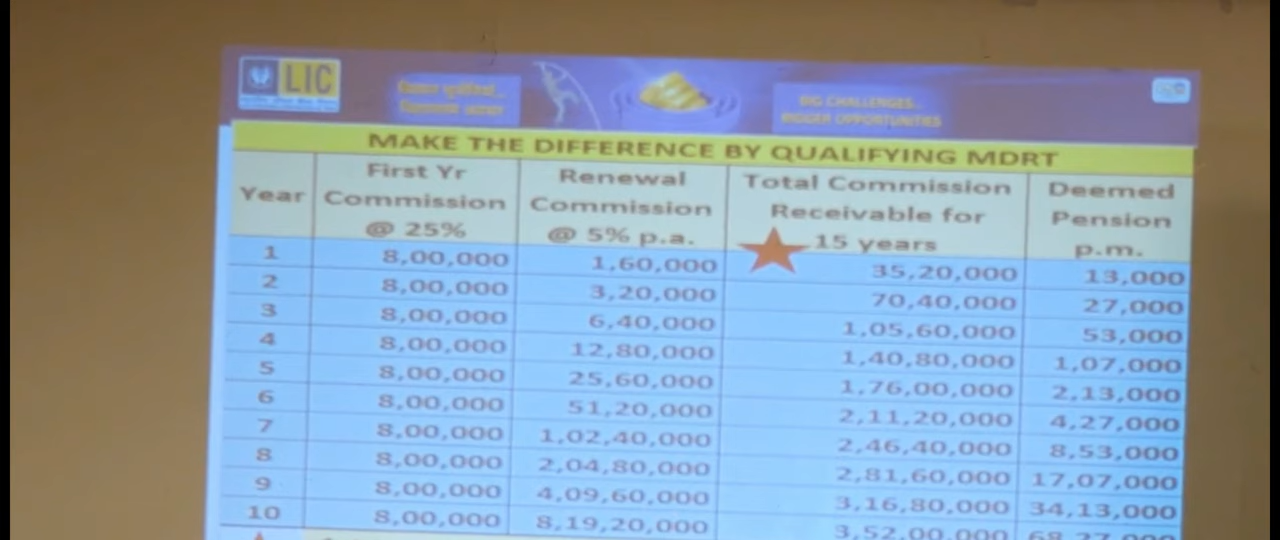 LIC
BIG CHALLENGES...
BIGGER OPPORTUNITIES
MAKE THE DIFFERENCE BY QUALIFYING MDRT
Year First Yr Commission @ 25% Renewal Commission @ 5% p.a. Total Commission Receivable for 15 years Deemed Pension p.m.
1 8,00,000 1,60,000 35,20,000 13,000
2 8,00,000 3,20,000 70,40,000 27,000
3 8,00,000 6,40,000 1,05,60,000 53,000
4 8,00,000 12,80,000 1,40,80,000 1,07,000
5 8,00,000 25,60,000 1,76,00,000 2,13,000
6 8,00,000 51,20,000 2,11,20,000 4,27,000
7 8,00,000 1,02,40,000 2,46,40,000 8,53,000
8 8,00,000 2,04,80,000 2,81,60,000 17,07,000
9 8,00,000 4,09,60,000 3,16,80,000 34,13,000
10 8,00,000 8,19,20,000 3,52,00,000